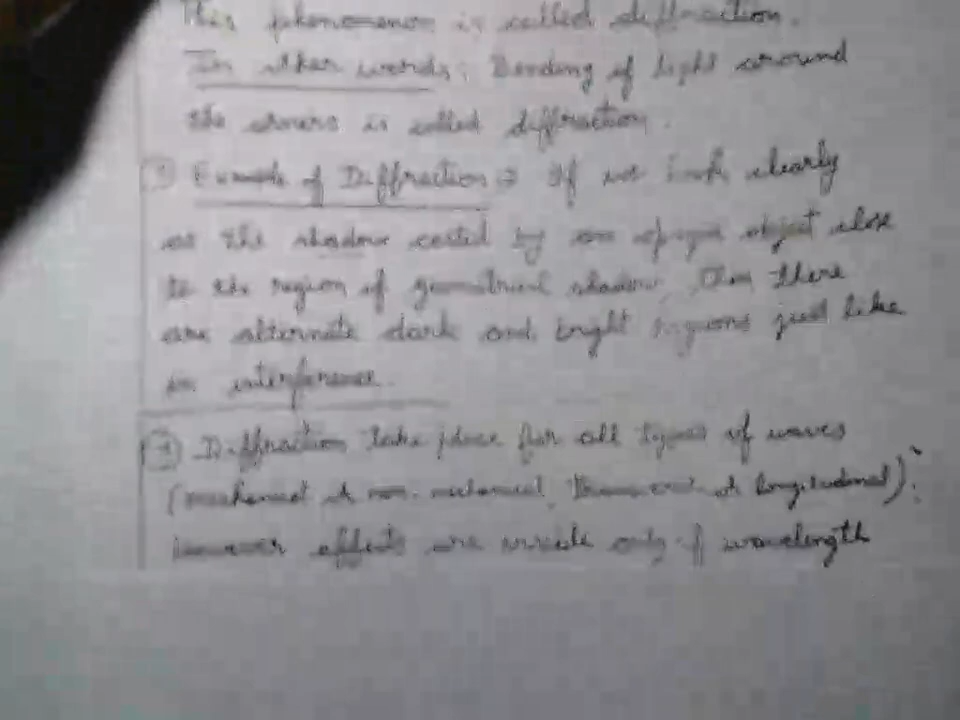 This phenomenon is called diffraction.
In other words; Bending of light around
the corners is called diffraction.
Example of Diffraction ⇒ If we look clearly
at the shadow casted by an opaque object close
to the region of geometrical shadow, then there
are alternate dark and bright regions just like
in interference.
Diffraction take place for all types of waves
(mechanical & non-mechanical, transverse & longitudinal);
however effects are visible only if wavelength